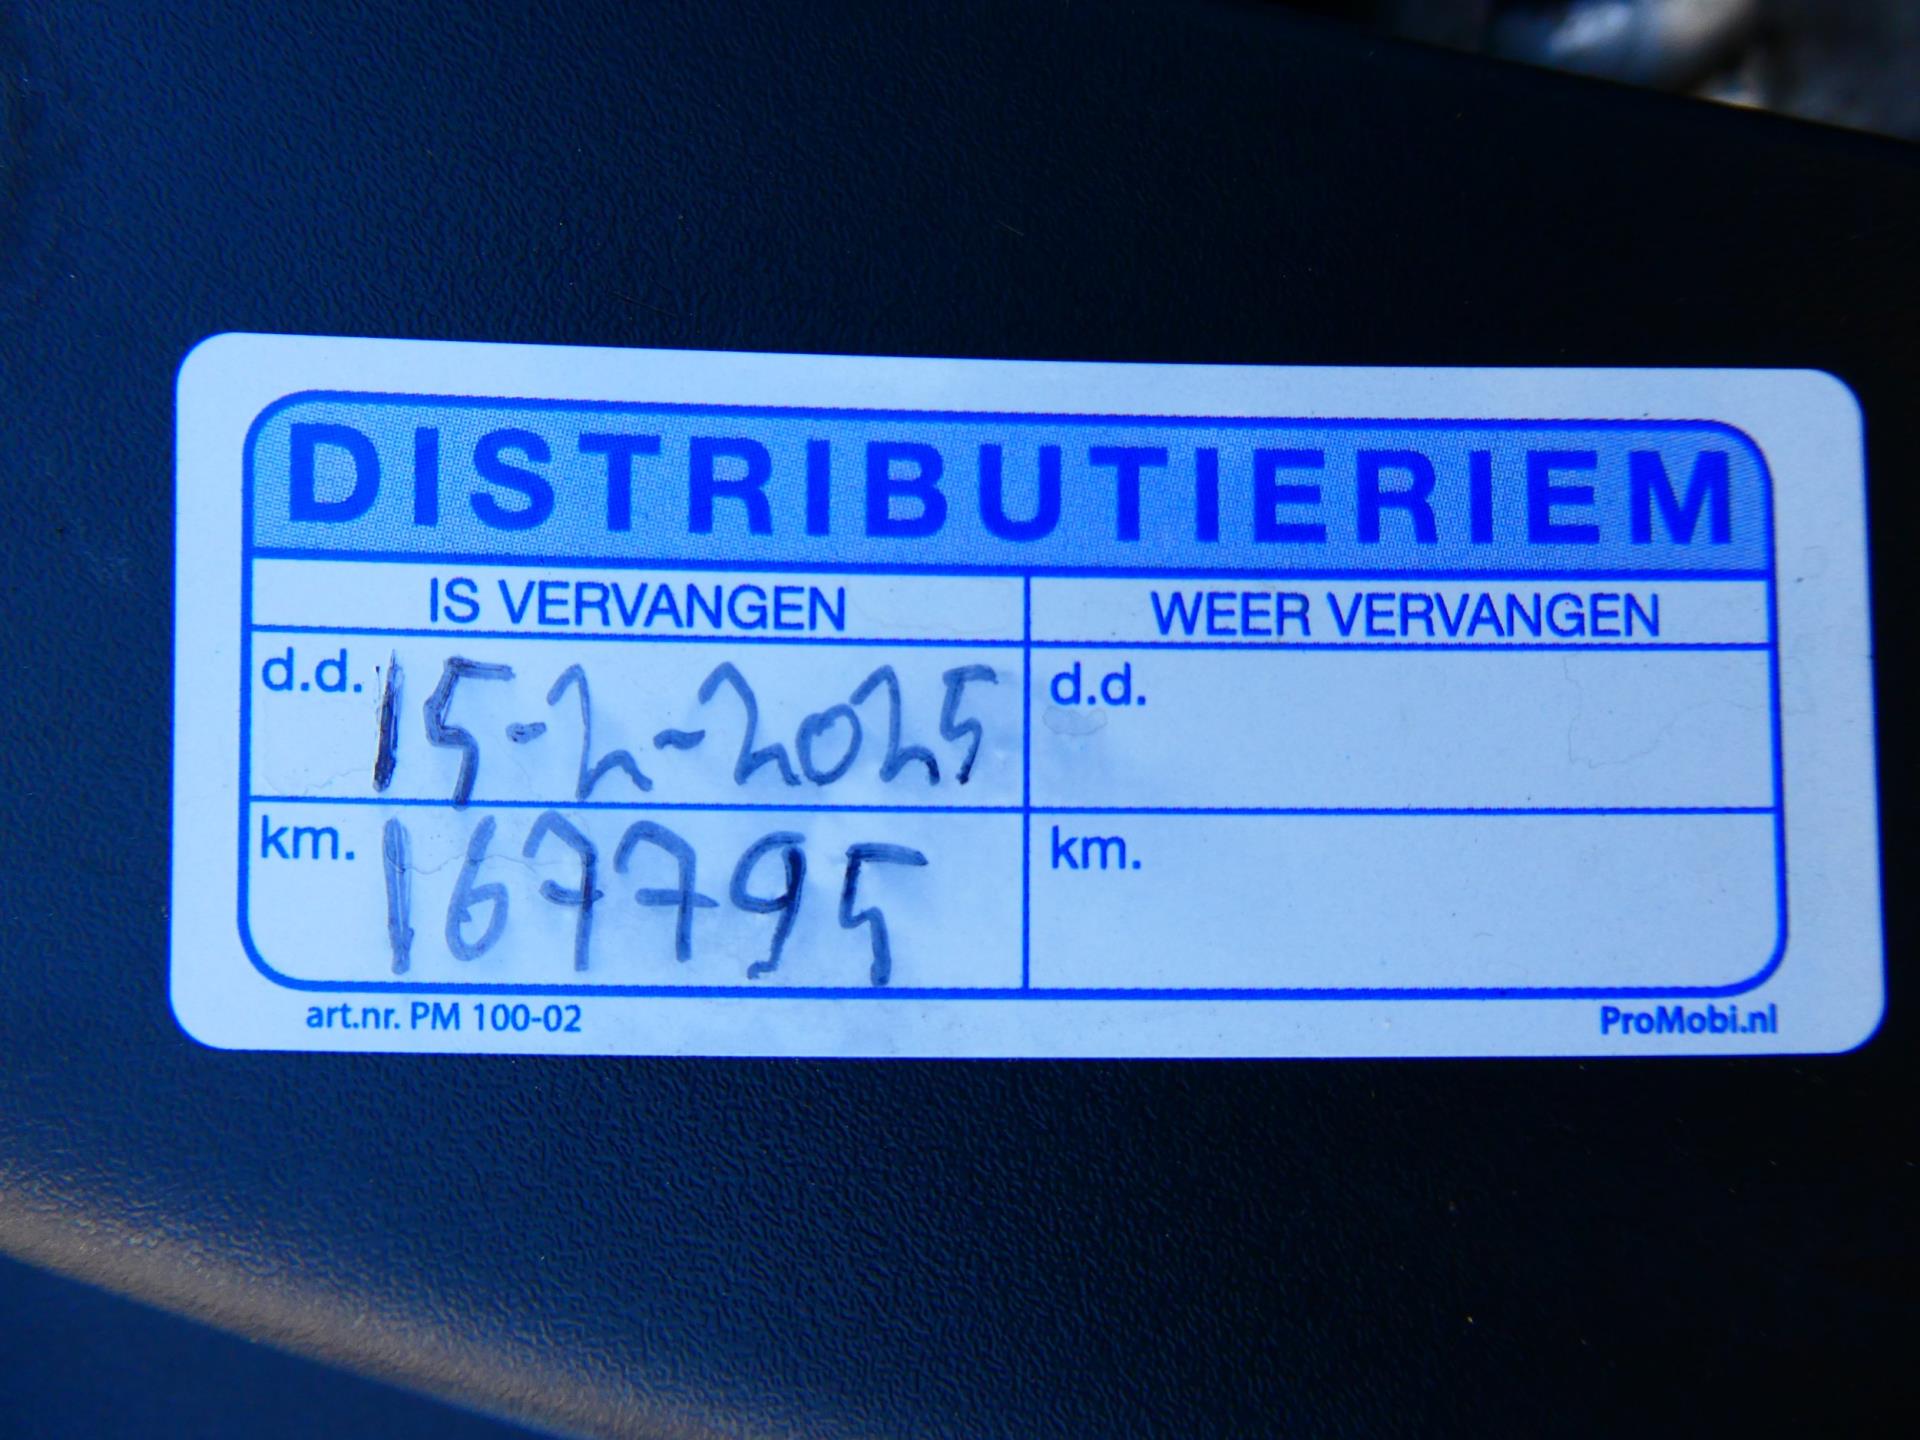 DISTRIBUTIERIEM
IS VERVANGEN WEER VERVANGEN
d.d. 15-2-2025 d.d.
km. 167795 km.
art.nr. PM 100-02 ProMobi.nl